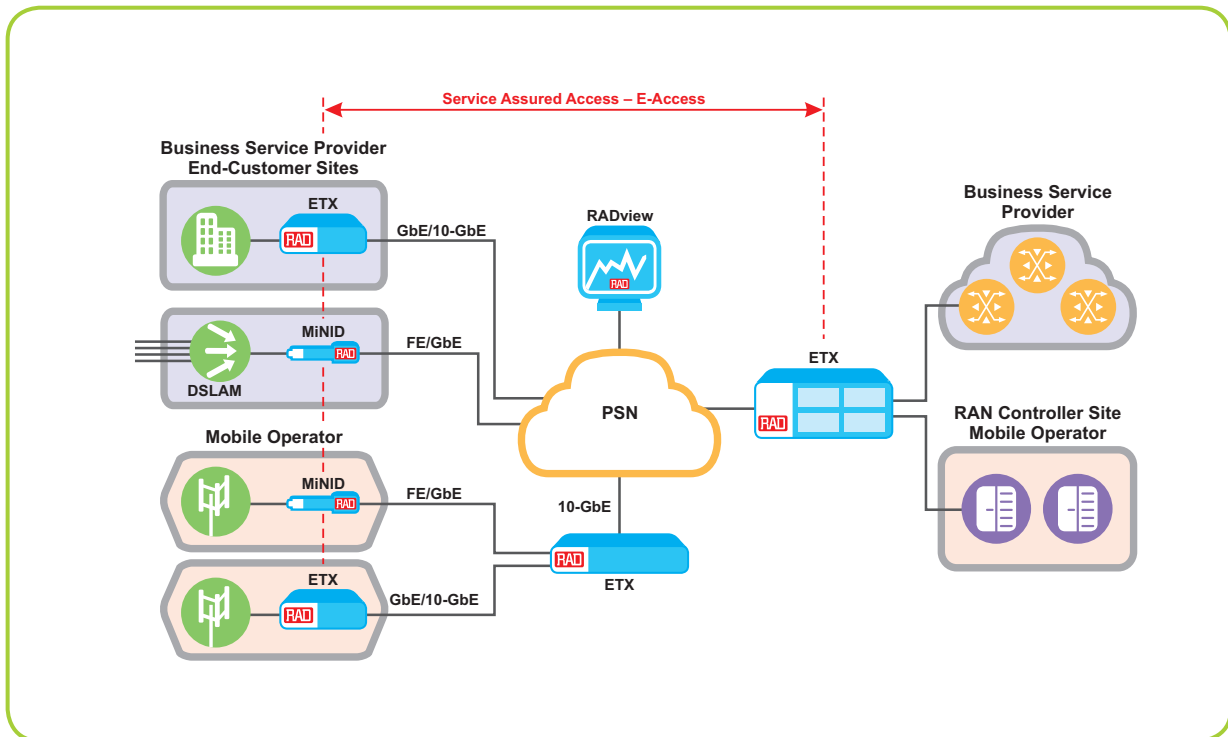 Service Assured Access – E-Access
Business Service Provider
End-Customer Sites
ETX
RAD
GbE/10-GbE
MiNID
RAD
FE/GbE
DSLAM
Mobile Operator
MiNID
RAD
FE/GbE
ETX
RAD
GbE/10-GbE
RADview
RAD
PSN
10-GbE
RAD
ETX
ETX
RAD
Business Service
Provider
RAN Controller Site
Mobile Operator